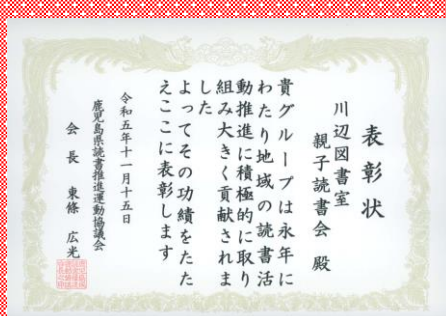 表彰状
川辺図書室
親子読書会 殿
貴グループは永年に
わたり地域の読書活
動推進に積極的に取り
組み大きく貢献されま
した
よってその功績をたた
えここに表彰します
令和五年十一月十五日
鹿児島県読書推進運動協議会
会長 東條 広光